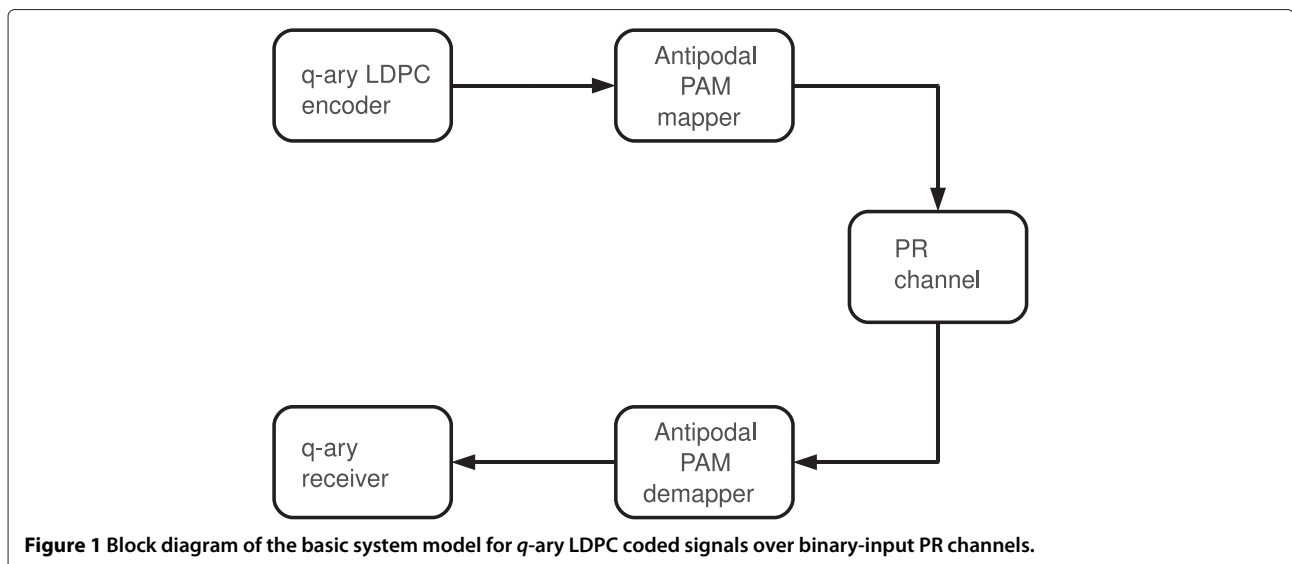 q-ary LDPC
encoder
Antipodal
PAM
mapper
PR
channel
Antipodal
PAM
demapper
q-ary
receiver
Figure 1 Block diagram of the basic system model for q-ary LDPC coded signals over binary-input PR channels.